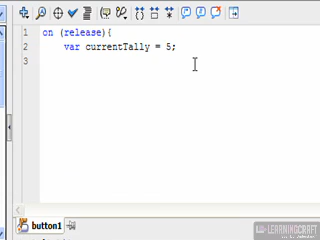 1 on (release){
2 var currentTally = 5;
3
button1
LEARNINGCRAFT